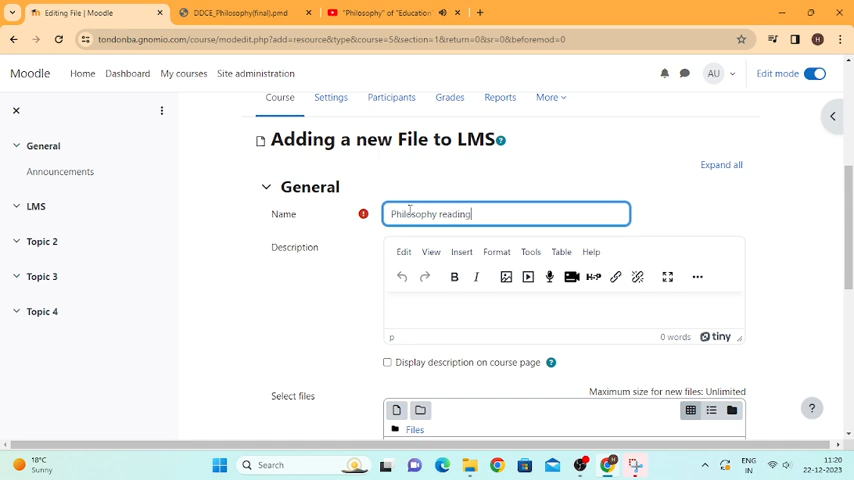 Editing File | Moodle
DDCE_Philosophy(final).pmd
"Philosophy" of "Education"
tondonba.gnomio.com/course/modedit.php?add=resource&type&course=5&section=1&return=0&sr=0&beforemod=0
H
Moodle Home Dashboard My courses Site administration AU Edit mode
Course Settings Participants Grades Reports More
General
Announcements
LMS
Topic 2
Topic 3
Topic 4
Adding a new File to LMS
Expand all
General
Name Philosophy reading
Description
Edit View Insert Format Tools Table Help
B I H-P
p 0 words tiny
Display description on course page
Maximum size for new files: Unlimited
Select files
Files
18°C
Sunny
Search
ENG
IN
11:20
22-12-2023